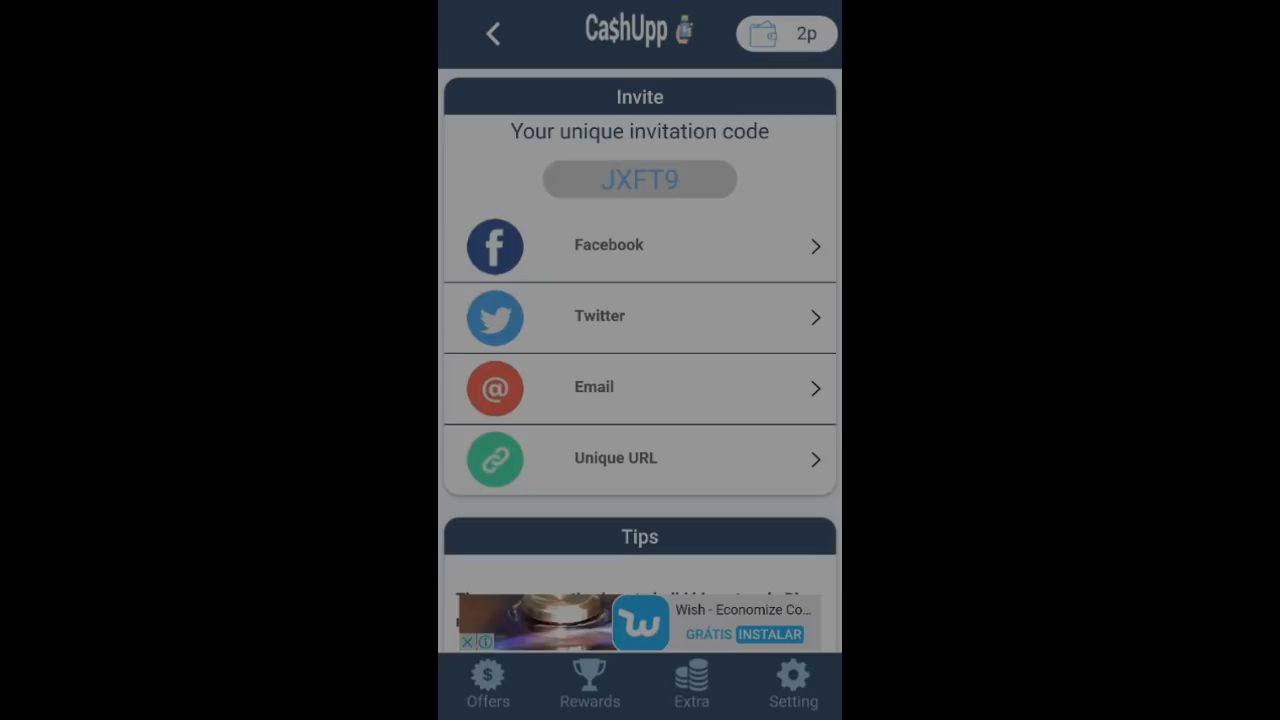 Ca$hUpp
2p
Invite
Your unique invitation code
JXFT9
Facebook
Twitter
Email
Unique URL
Tips
Wish - Economize Co...
GRÁTIS INSTALAR
Offers
Rewards
Extra
Setting